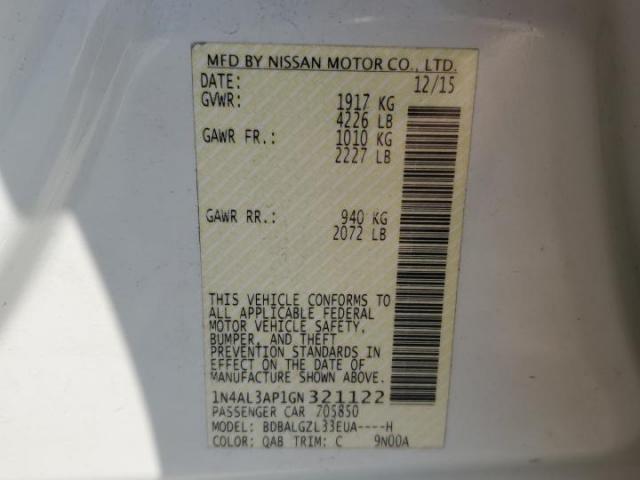 MFD BY NISSAN MOTOR CO., LTD.
DATE: 12/15
GVWR: 1917 KG
4226 LB
GAWR FR.: 1010 KG
2227 LB
GAWR RR.: 940 KG
2072 LB
THIS VEHICLE CONFORMS TO
ALL APPLICABLE FEDERAL
MOTOR VEHICLE SAFETY,
BUMPER, AND THEFT
PREVENTION STANDARDS IN
EFFECT ON THE DATE OF
MANUFACTURE SHOWN ABOVE.
1N4AL3AP1GN321122
PASSENGER CAR 705850
MODEL: BDBALGZL33EUA----H
COLOR: QAB TRIM: C 9N00A